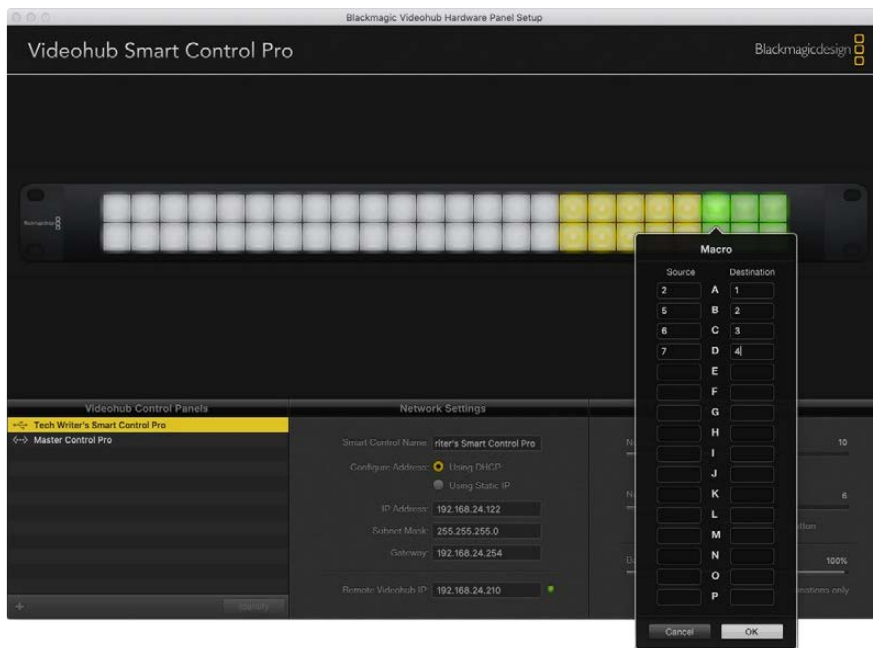 Blackmagic Videohub Hardware Panel Setup
Videohub Smart Control Pro
Blackmagicdesign
Macro
Source Destination
2 A 1
5 B 2
6 C 3
7 D 4
E
F
G
H
I
J
K
L
M
N
O
P
Cancel OK
Videohub Control Panels
Tech Writer's Smart Control Pro
Master Control Pro
Identify
Network Settings
Smart Control Name: riter's Smart Control Pro
Configure Address: Using DHCP
Using Static IP
IP Address: 192.168.24.122
Subnet Mask: 255.255.255.0
Gateway: 192.168.24.254
Remote Videohub IP: 192.168.24.210
10
6
100%